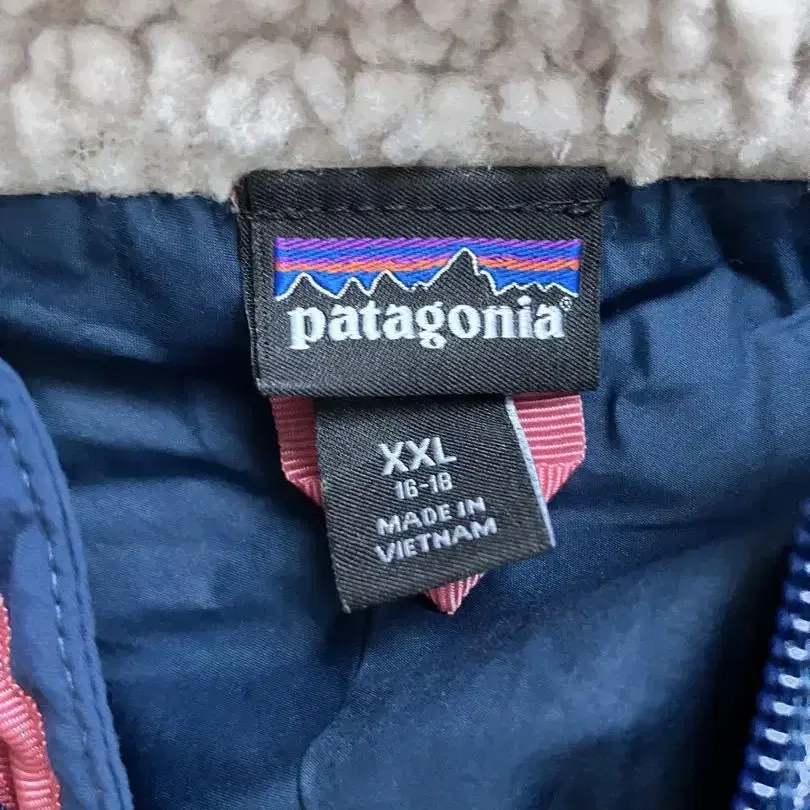 patagonia®
XXL
16-18
MADE IN
VIETNAM